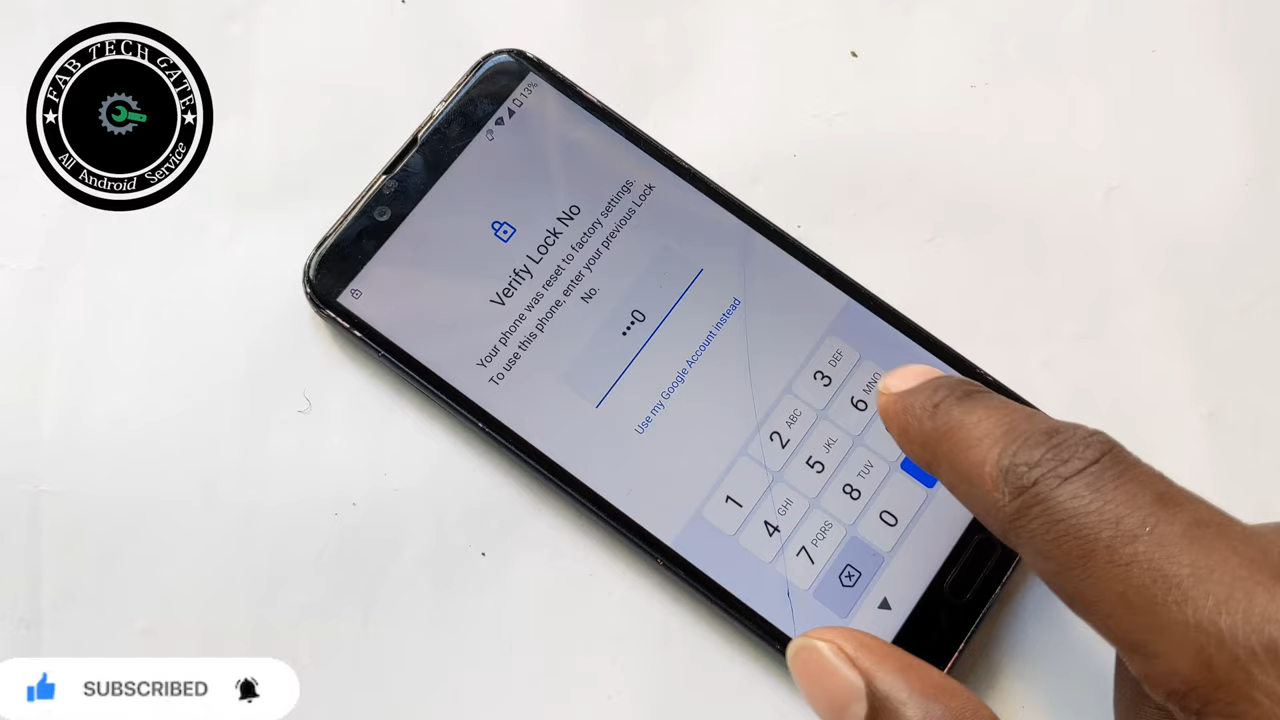 FAB TECH GATE
All Android Service
13%
Verify Lock No
Your phone was reset to factory settings.
To use this phone, enter your previous Lock
No.
•••0
Use my Google Account instead
1
2 ABC
3 DEF
4 GHI
5 JKL
6 MNO
7 PQRS
8 TUV
0
SUBSCRIBED